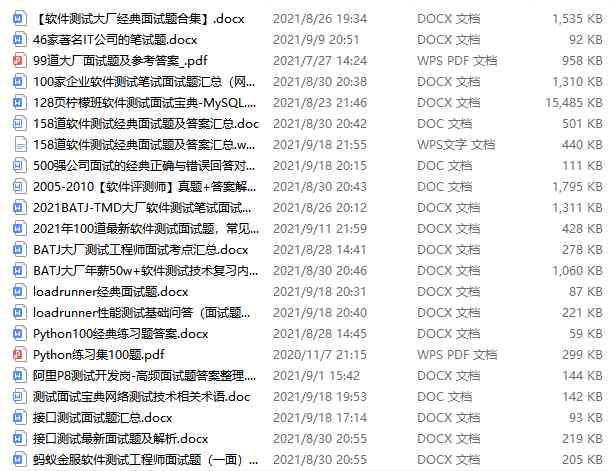 【软件测试大厂经典面试题合集】.docx 2021/8/26 19:34 DOCX 文档 1,535 KB
46家著名IT公司的笔试题.docx 2021/9/9 20:51 DOCX 文档 92 KB
99道大厂面试题及参考答案_.pdf 2021/7/27 14:24 WPS PDF 文档 958 KB
100家企业软件测试笔试面试题汇总（网... 2021/8/30 20:38 DOCX 文档 1,310 KB
128页柠檬班软件测试面试宝典-MySQL... 2021/8/23 21:46 DOCX 文档 15,485 KB
158道软件测试经典面试题及答案汇总.doc 2021/8/30 20:42 DOC 文档 501 KB
158道软件测试经典面试题及答案汇总.w... 2021/9/18 21:55 WPS文字 文档 440 KB
500强公司面试的经典正确与错误回答对... 2021/9/18 20:15 DOC 文档 111 KB
2005-2010【软件评测师】真题+答案解... 2021/8/30 20:43 DOC 文档 1,795 KB
2021BATJ-TMD大厂软件测试笔试面试... 2021/8/26 20:12 DOCX 文档 1,311 KB
2021年100道最新软件测试面试题，常见... 2021/9/11 21:59 DOCX 文档 428 KB
BATJ大厂测试工程师面试考点汇总.docx 2021/8/28 14:41 DOCX 文档 278 KB
BATJ大厂年薪50w+软件测试技术复习内... 2021/8/30 20:46 DOCX 文档 1,060 KB
loadrunner经典面试题.docx 2021/9/18 20:31 DOCX 文档 87 KB
loadrunner性能测试基础问答（面试题... 2021/9/18 20:40 DOCX 文档 221 KB
Python100经典练习题答案.docx 2021/8/28 14:45 DOCX 文档 59 KB
Python练习集100题.pdf 2020/11/7 21:15 WPS PDF 文档 299 KB
阿里P8测试开发岗-高频面试题答案整理.... 2021/9/1 15:42 DOCX 文档 144 KB
测试面试宝典网络测试技术相关术语.doc 2021/9/18 19:53 DOC 文档 142 KB
接口测试面试题汇总.docx 2021/9/18 17:14 DOCX 文档 93 KB
接口测试最新面试题及解析.docx 2021/8/30 20:55 DOCX 文档 219 KB
蚂蚁金服软件测试工程师面试题（一面）... 2021/8/30 20:55 DOCX 文档 205 KB